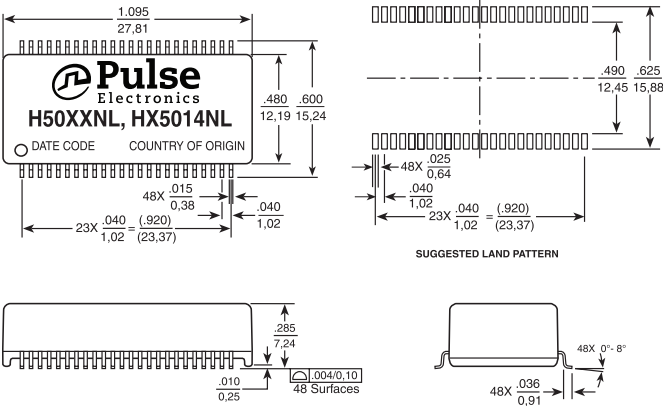 1.095
27,81
Pulse
Electronics
H50XXNL, HX5014NL
DATE CODE COUNTRY OF ORIGIN
.480
12,19
.600
15,24
48X .015
0,38
.040
1,02
23X .040 = (.920)
1,02 (23,37)
.490
12,45
.625
15,88
48X .025
0,64
.040
1,02
23X .040 = (.920)
1,02 (23,37)
SUGGESTED LAND PATTERN
.285
7,24
.010
0,25
.004/0,10
48 Surfaces
48X 0°- 8°
48X .036
0,91